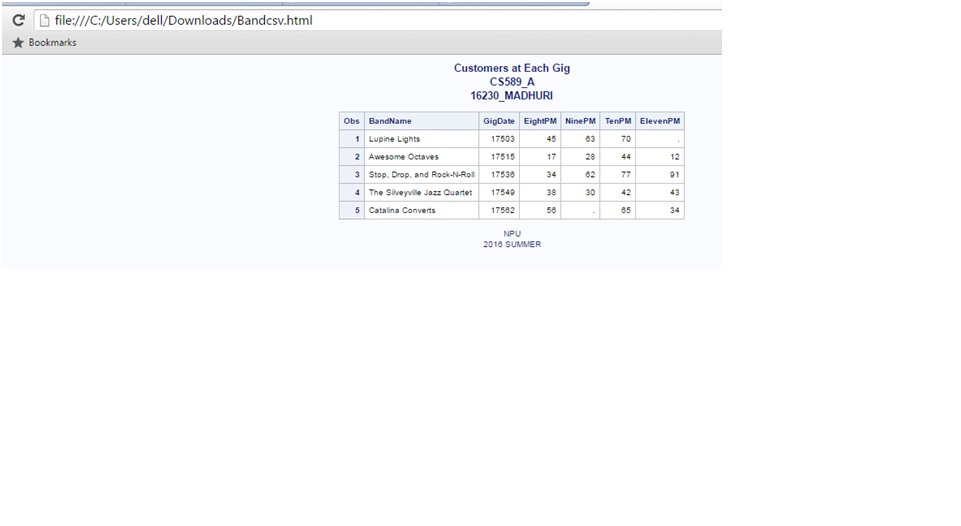 file:///C:/Users/dell/Downloads/Bandcsv.html
Bookmarks
Customers at Each Gig
CS589_A
16230_MADHURI
Obs BandName GigDate EightPM NinePM TenPM ElevenPM
1 Lupine Lights 17503 45 63 70 .
2 Awesome Octaves 17515 17 28 44 12
3 Stop, Drop, and Rock-N-Roll 17536 34 62 77 91
4 The Silveyville Jazz Quartet 17549 38 30 42 43
5 Catalina Converts 17562 56 . 65 34
NPU
2016 SUMMER